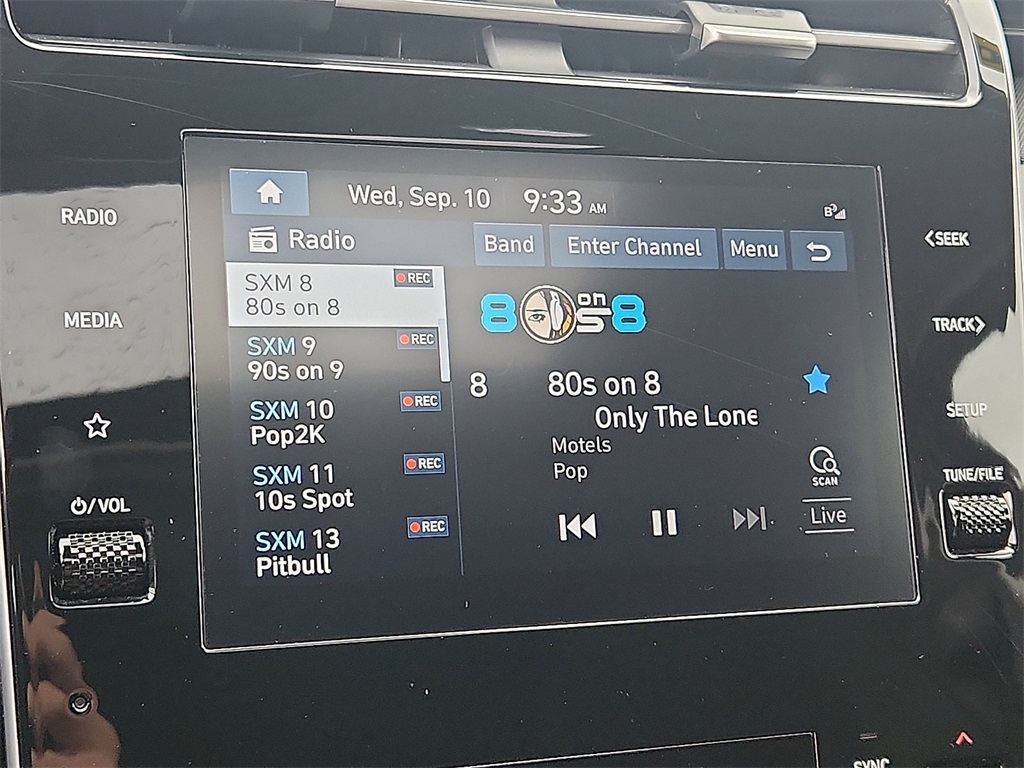 Wed, Sep. 10 9:33 AM
RADIO
MEDIA
VOL
Radio
Band
Enter Channel
Menu
SXM 8
REC
80s on 8
SXM 9
REC
90s on 9
SXM 10
REC
Pop2K
SXM 11
REC
10s Spot
SXM 13
REC
Pitbull
8 on 8
8 80s on 8
Only The Lone
Motels
Pop
SCAN
Live
<SEEK
TRACK>
SETUP
TUNE/FILE
SYNC